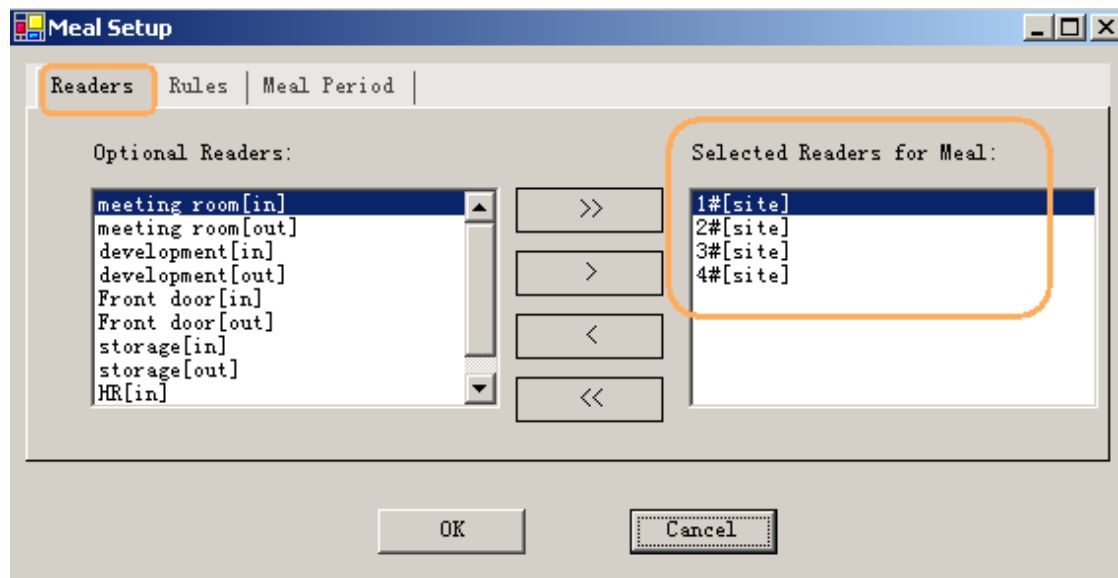 Meal Setup
Readers Rules Meal Period
Optional Readers:
meeting room[in]
meeting room[out]
development[in]
development[out]
Front door[in]
Front door[out]
storage[in]
storage[out]
HR[in]
>>
>
<
<<
Selected Readers for Meal:
1#[site]
2#[site]
3#[site]
4#[site]
OK Cancel